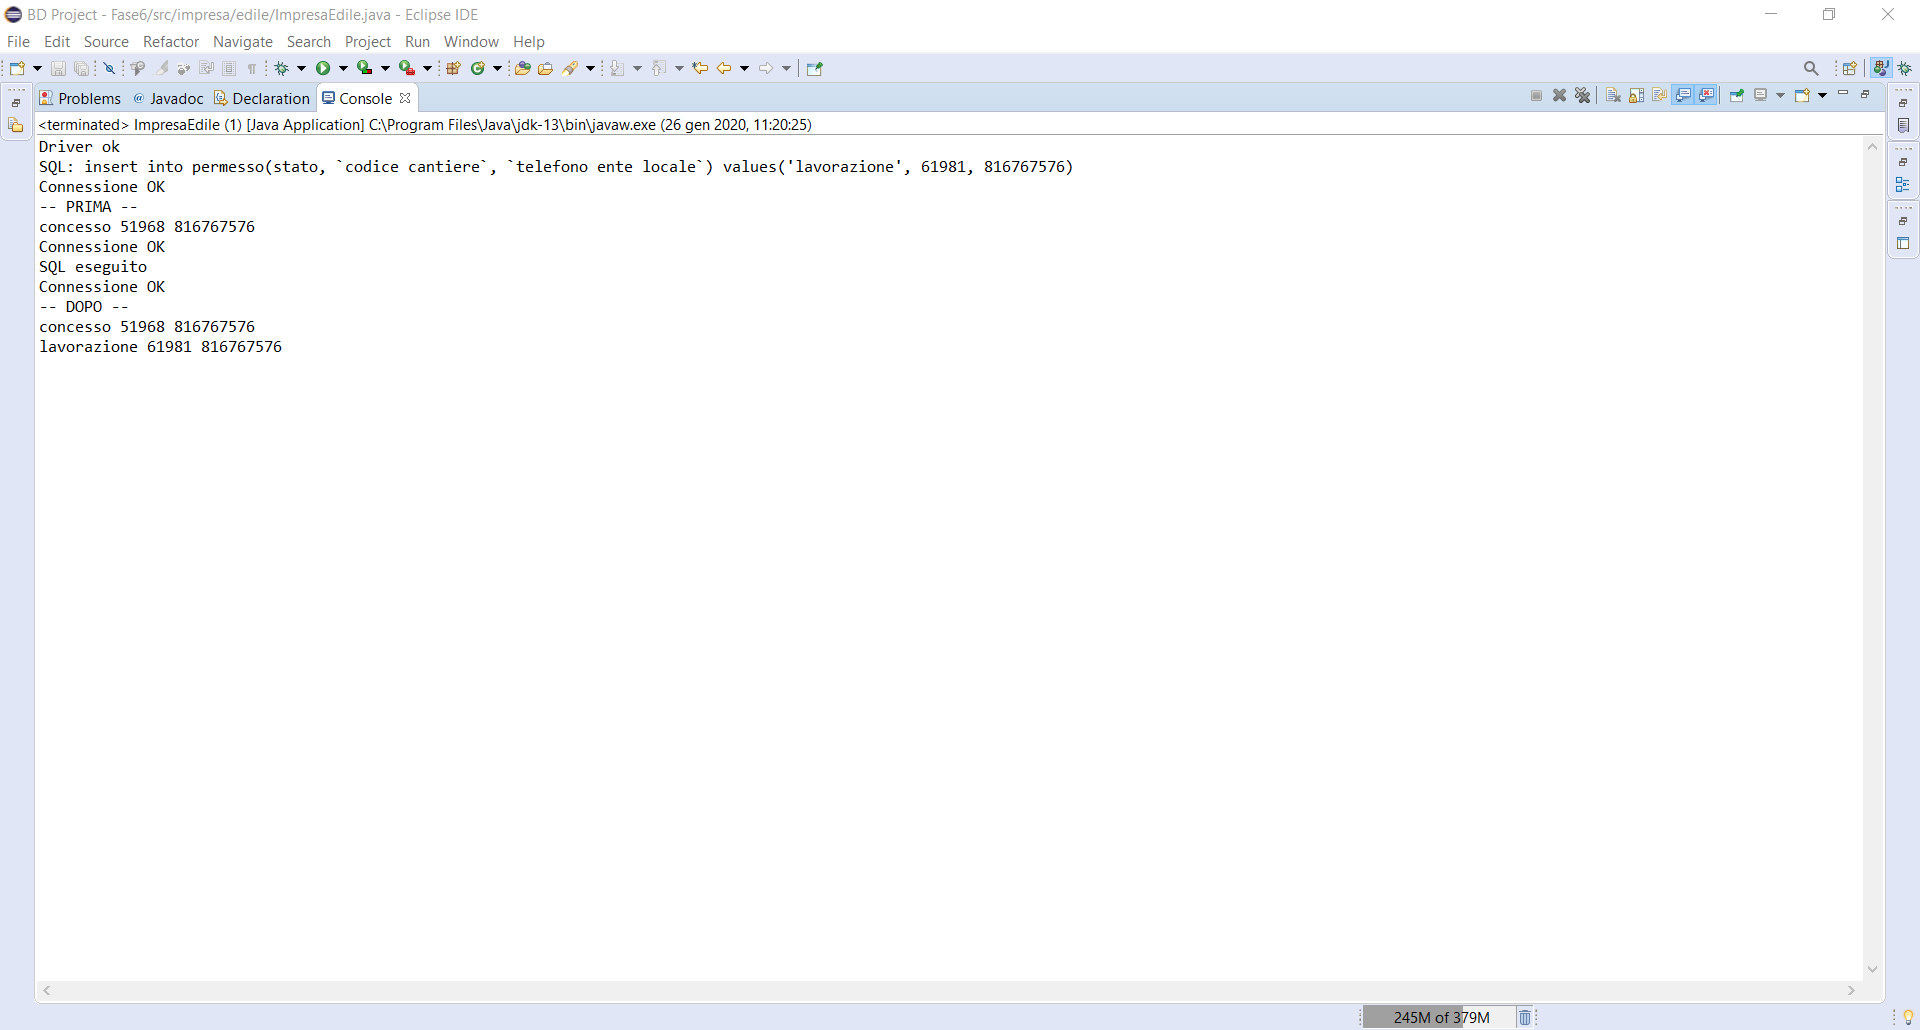 BD Project - Fase6/src/impresa/edile/ImpresaEdile.java - Eclipse IDE
File Edit Source Refactor Navigate Search Project Run Window Help
Problems @ Javadoc Declaration Console
<terminated> ImpresaEdile (1) [Java Application] C:\Program Files\Java\jdk-13\bin\javaw.exe (26 gen 2020, 11:20:25)
Driver ok
SQL: insert into permesso(stato, `codice cantiere`, `telefono ente locale`) values('lavorazione', 61981, 816767576)
Connessione OK
-- PRIMA --
concesso 51968 816767576
Connessione OK
SQL eseguito
Connessione OK
-- DOPO --
concesso 51968 816767576
lavorazione 61981 816767576
245M of 379M